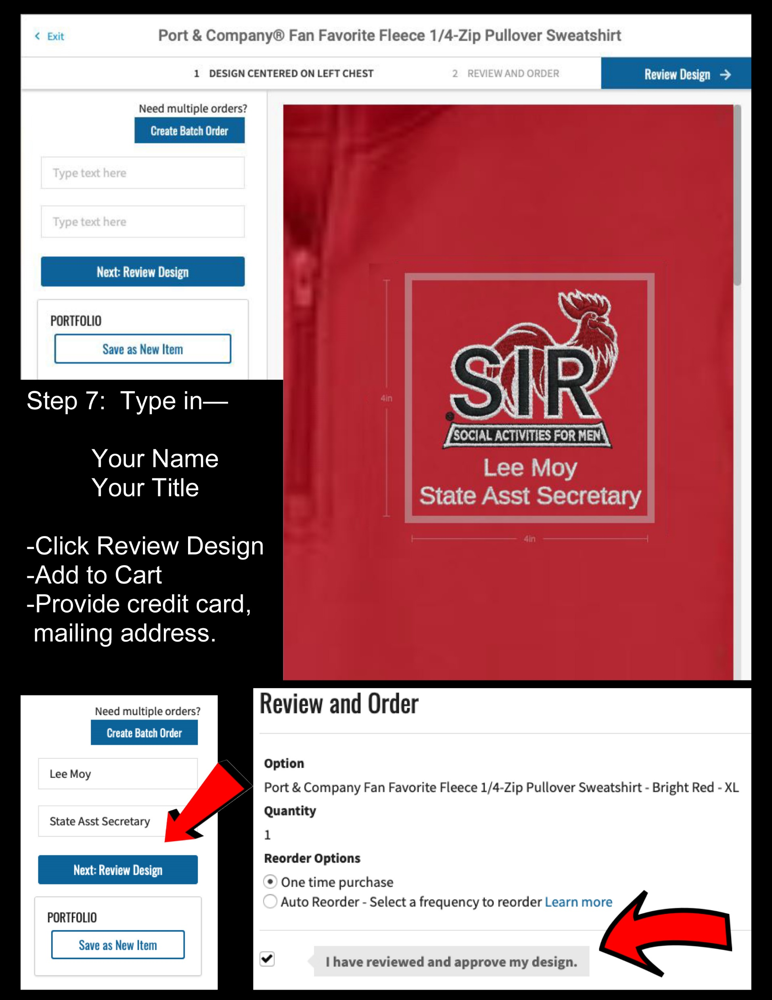 < Exit
Port & Company® Fan Favorite Fleece 1/4-Zip Pullover Sweatshirt
1 DESIGN CENTERED ON LEFT CHEST
2 REVIEW AND ORDER
Review Design →
Need multiple orders?
Create Batch Order
Type text here
Type text here
Next: Review Design
PORTFOLIO
Save as New Item
4in
SIR
®
SOCIAL ACTIVITIES FOR MEN
Lee Moy
State Asst Secretary
4in
Step 7: Type in—
Your Name
Your Title
-Click Review Design
-Add to Cart
-Provide credit card,
mailing address.
Need multiple orders?
Create Batch Order
Lee Moy
State Asst Secretary
Next: Review Design
PORTFOLIO
Save as New Item
Review and Order
Option
Port & Company Fan Favorite Fleece 1/4-Zip Pullover Sweatshirt - Bright Red - XL
Quantity
1
Reorder Options
One time purchase
Auto Reorder - Select a frequency to reorder Learn more
I have reviewed and approve my design.